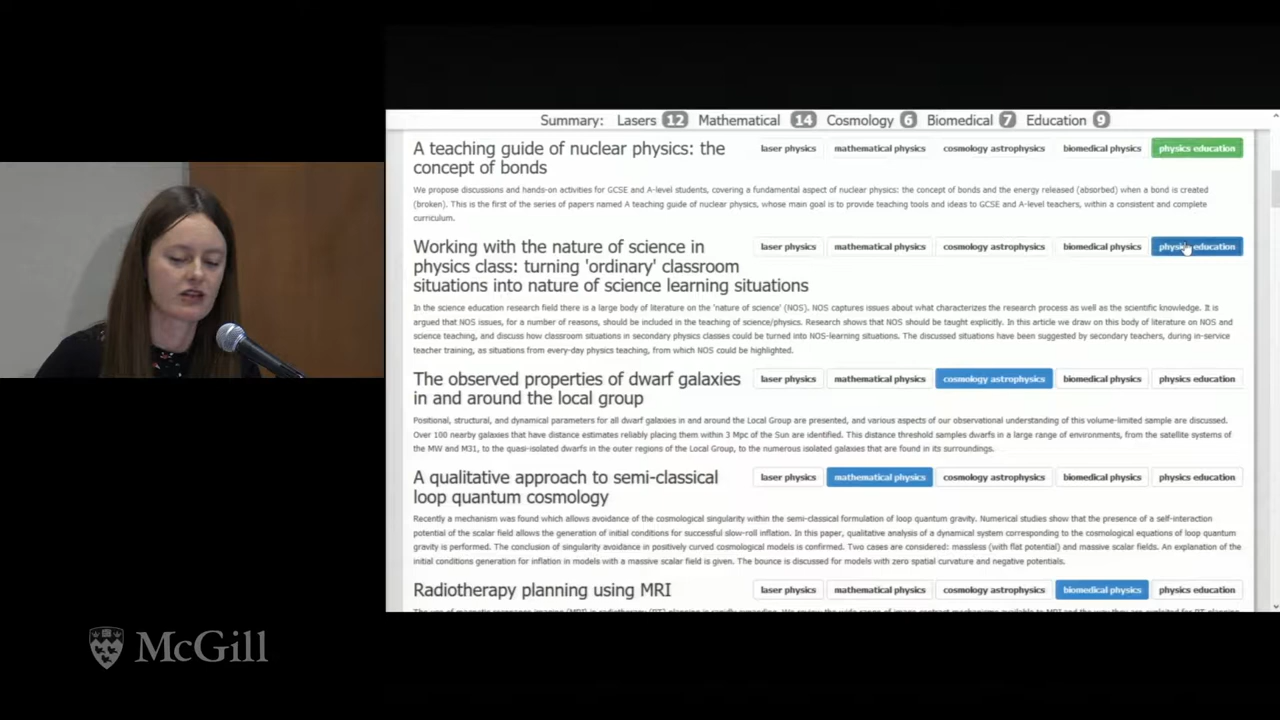 Summary: Lasers 12 Mathematical 14 Cosmology 6 Biomedical 7 Education 9
A teaching guide of nuclear physics: the
concept of bonds
laser physics mathematical physics cosmology astrophysics biomedical physics physics education
We propose discussions and hands-on activities for GCSE and A-level students, covering a fundamental aspect of nuclear physics: the concept of bonds and the energy released (absorbed) when a bond is created
(broken). This is the first of the series of papers named A teaching guide of nuclear physics, whose main goal is to provide teaching tools and ideas to GCSE and A-level teachers, within a consistent and complete
curriculum.
Working with the nature of science in
physics class: turning 'ordinary' classroom
situations into nature of science learning situations
laser physics mathematical physics cosmology astrophysics biomedical physics physics education
In the science education research field there is a large body of literature on the 'nature of science' (NOS). NOS captures issues about what characterizes the research process as well as the scientific knowledge. It is
argued that NOS issues, for a number of reasons, should be included in the teaching of science/physics. Research shows that NOS should be taught explicitly. In this article we draw on this body of literature on NOS and
science teaching, and discuss how classroom situations in secondary physics classes could be turned into NOS-learning situations. The discussed situations have been suggested by secondary teachers, during in-service
teacher training, as situations from every-day physics teaching, from which NOS could be highlighted.
The observed properties of dwarf galaxies
in and around the local group
laser physics mathematical physics cosmology astrophysics biomedical physics physics education
Positional, structural, and dynamical parameters for all dwarf galaxies in and around the Local Group are presented, and various aspects of our observational understanding of this volume-limited sample are discussed.
Over 100 nearby galaxies that have distance estimates reliably placing them within 3 Mpc of the Sun are identified. This distance threshold samples dwarfs in a large range of environments, from the satellite systems of
the MW and M31, to the quasi-isolated dwarfs in the outer regions of the Local Group, to the numerous isolated galaxies that are found in its surroundings.
A qualitative approach to semi-classical
loop quantum cosmology
laser physics mathematical physics cosmology astrophysics biomedical physics physics education
Recently a mechanism was found which allows avoidance of the cosmological singularity within the semi-classical formulation of loop quantum gravity. Numerical studies show that the presence of a self-interaction
potential of the scalar field allows the generation of initial conditions for successful slow-roll inflation. In this paper, qualitative analysis of a dynamical system corresponding to the cosmological equations of loop quantum
gravity is performed. The conclusion of singularity avoidance in positively curved cosmological models is confirmed. Two cases are considered: massless (with flat potential) and massive scalar fields. An explanation of the
initial conditions generation for inflation in models with a massive scalar field is given. The bounce is discussed for models with zero spatial curvature and negative potentials.
Radiotherapy planning using MRI
laser physics mathematical physics cosmology astrophysics biomedical physics physics education
McGill